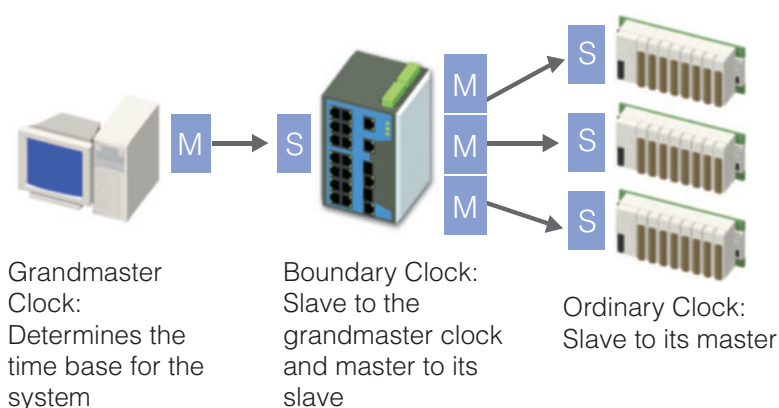 M
S
M
M
M
S
S
S
Grandmaster
Clock:
Determines the
time base for the
system
Boundary Clock:
Slave to the
grandmaster clock
and master to its
slave
Ordinary Clock:
Slave to its master